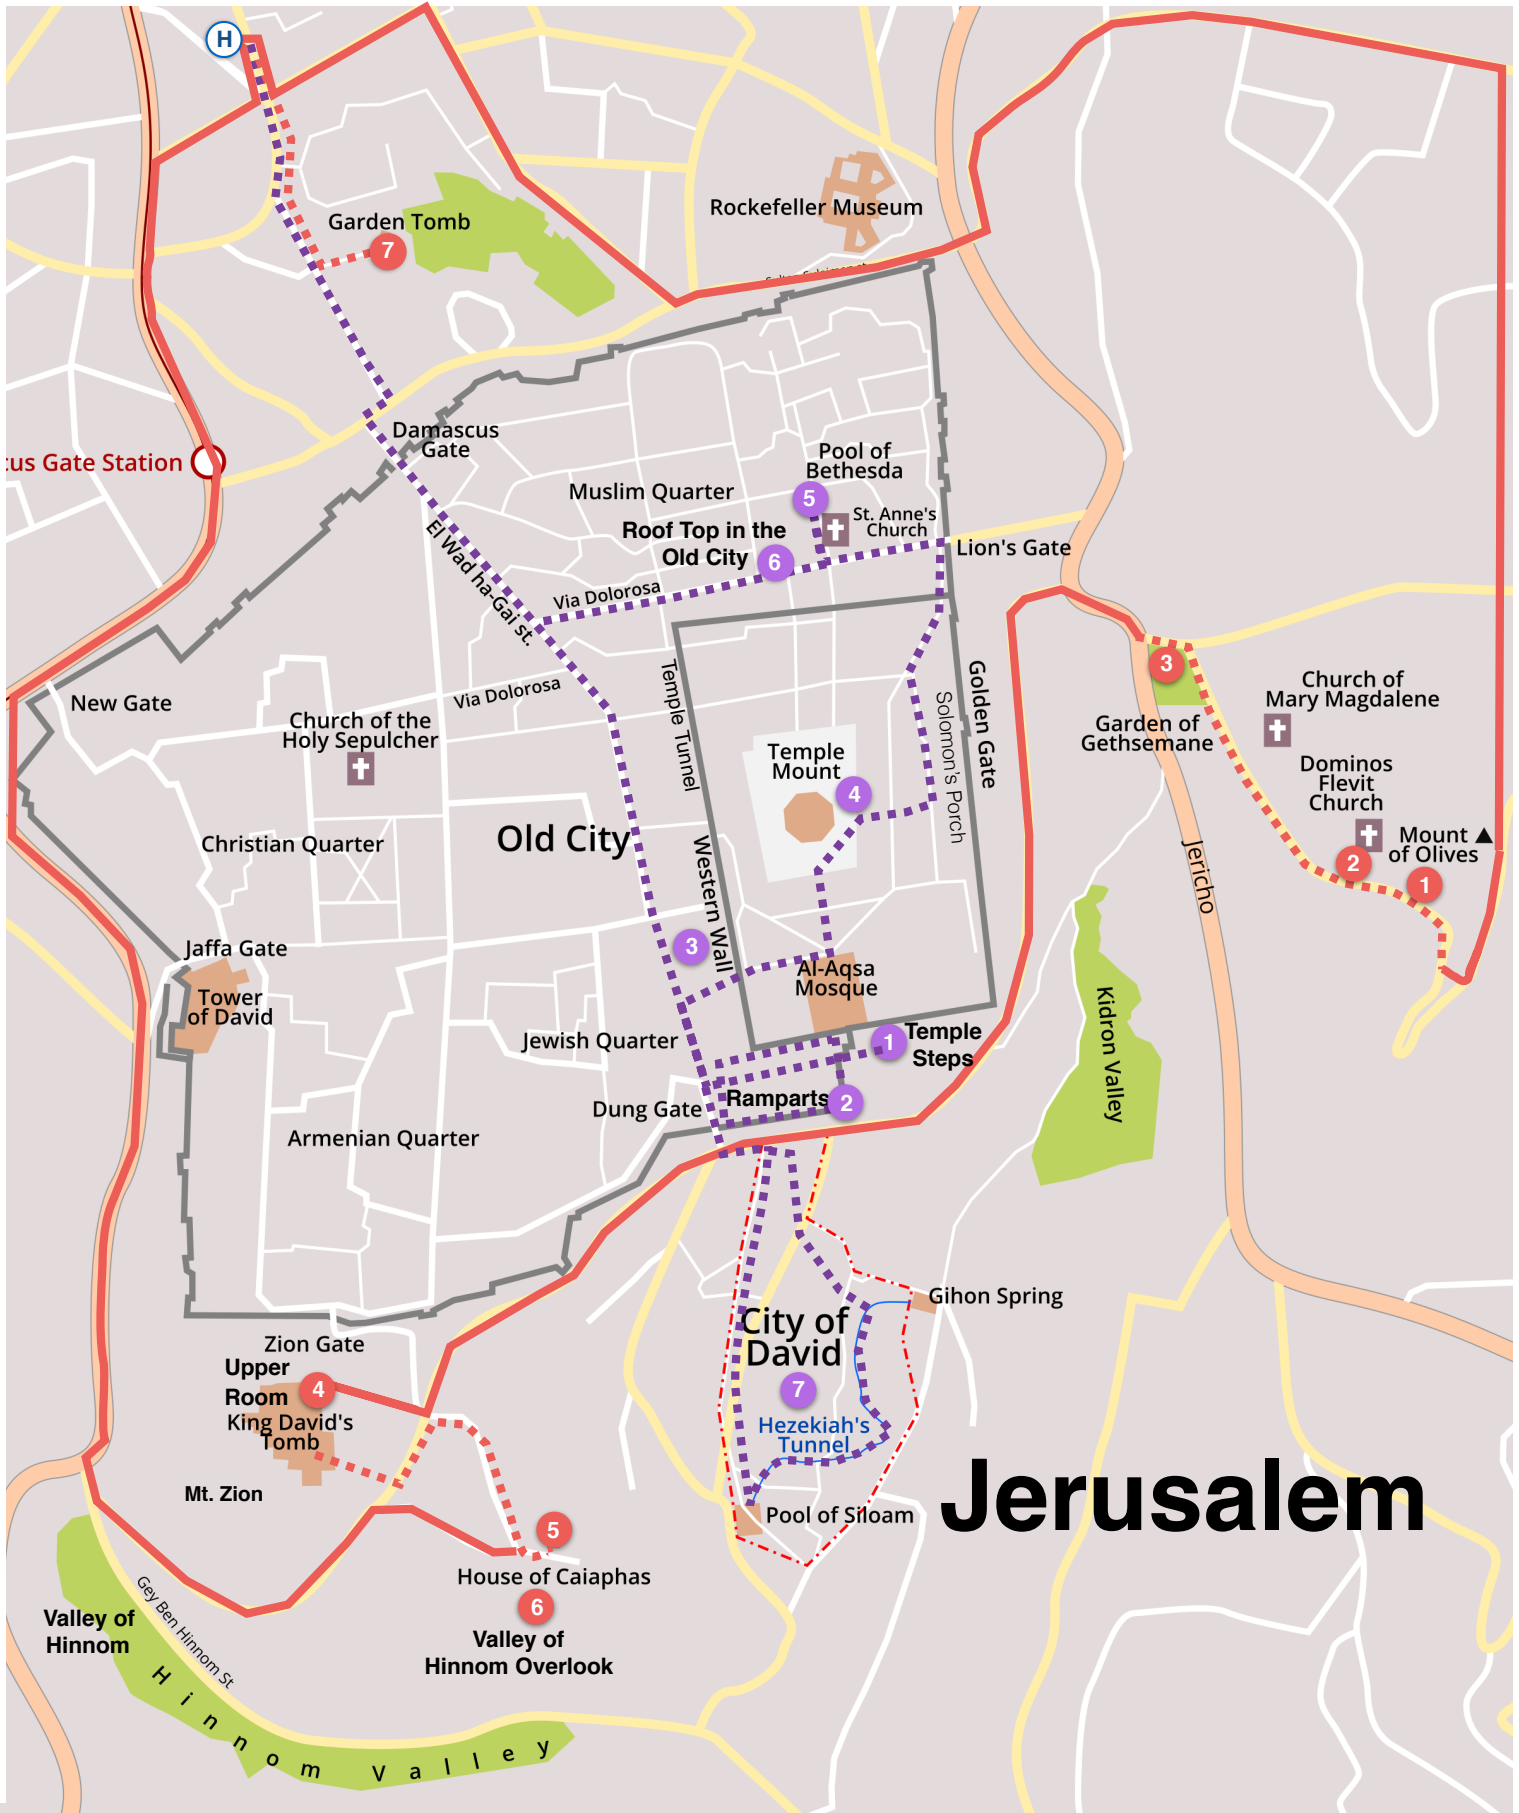 H
Rockefeller Museum
Garden Tomb
7
Damascus
Gate
cus Gate Station
Pool of
Bethesda
5
Muslim Quarter
St. Anne's
Church
Roof Top in the
Old City
6
Lion's Gate
El Wad ha-Gai st.
Via Dolorosa
3
Temple Tunnel
Golden Gate
Solomon's Porch
Via Dolorosa
New Gate
Church of the
Holy Sepulcher
Church of
Mary Magdalene
Garden of
Gethsemane
Temple
Mount
4
Dominos
Flevit
Church
Mount
of Olives
2
1
Old City
Christian Quarter
Western Wall
Jericho
3
Jaffa Gate
Al-Aqsa
Mosque
Tower
of David
Kidron Valley
Jewish Quarter
1
Temple
Steps
Ramparts
2
Dung Gate
Armenian Quarter
Gihon Spring
City of
David
7
Zion Gate
Upper
Room
4
King David's
Tomb
Hezekiah's
Tunnel
Mt. Zion
Jerusalem
Pool of Siloam
5
House of Caiaphas
6
Valley of
Hinnom Overlook
Valley of
Hinnom
Gey Ben Hinnom St
Hinnom Valley